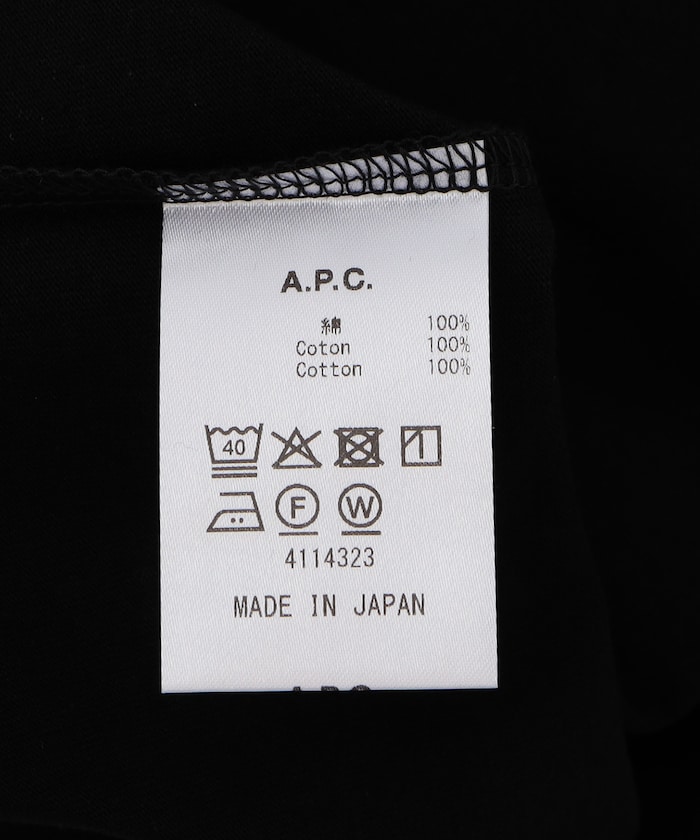 A.P.C.
綿 100%
Coton 100%
Cotton 100%
40
F W
4114323
MADE IN JAPAN